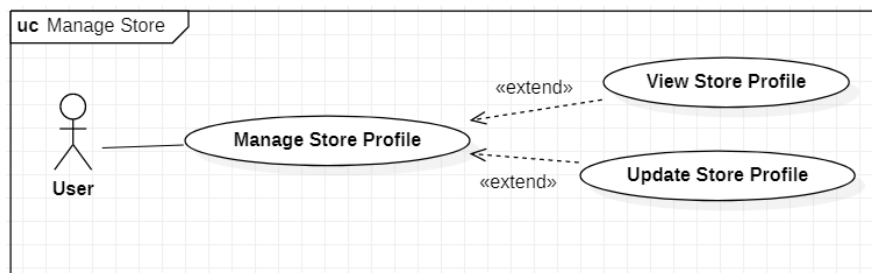 uc Manage Store
«extend»
View Store Profile
Manage Store Profile
User
«extend»
Update Store Profile